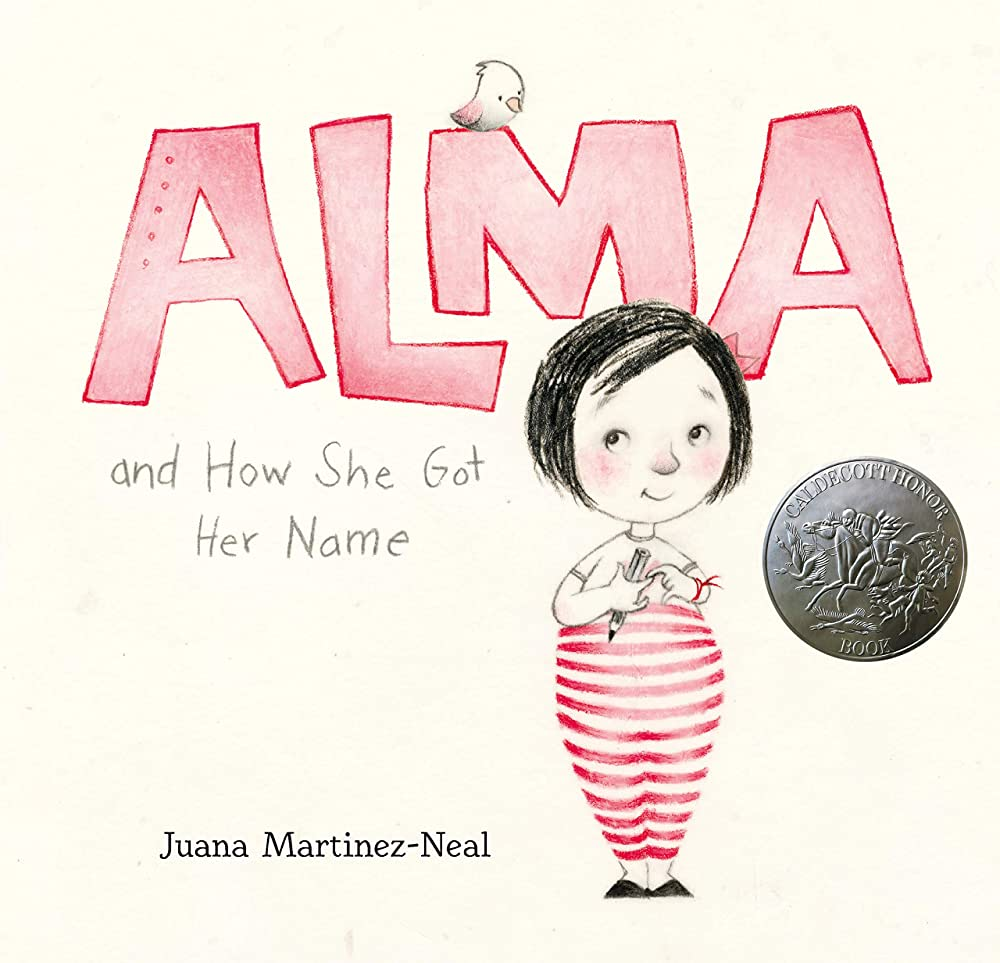 ALMA
and How She Got
Her Name
CALDECOTT HONOR
BOOK
Juana Martinez-Neal